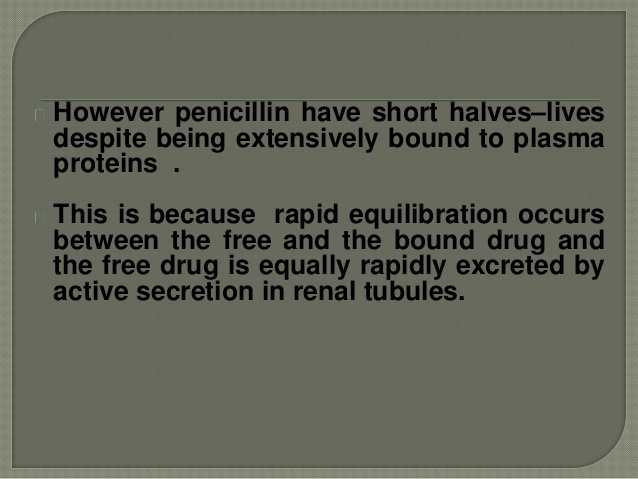 However penicillin have short halves–lives
despite being extensively bound to plasma
proteins .
This is because rapid equilibration occurs
between the free and the bound drug and
the free drug is equally rapidly excreted by
active secretion in renal tubules.